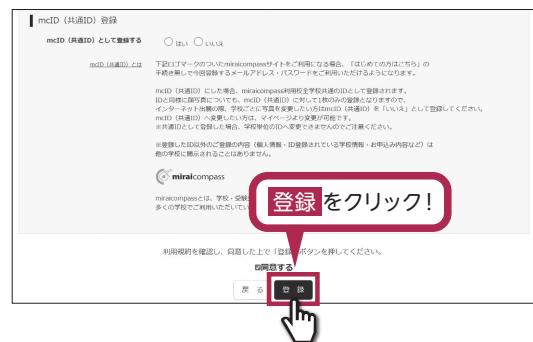 mcID（共通ID）登録
mcID（共通ID）として登録する
はい いいえ
mcID（共通ID）とは
下記ロゴマークのついたmiraicompassサイトをご利用になる場合、「はじめての方はこちら」の
手続き無しで今回登録するメールアドレス・パスワードをご利用いただけるようになります。
mcID（共通ID）にした場合、miraicompass利用校全学校共通のIDとして登録されます。
IDと同様に顔写真についても、mcID（共通ID）に対して1枚のみの登録となりますので、
インターネット出願の際、学校ごとに写真を変更したい方はmcID（共通ID）を「いいえ」として登録してください。
mcID（共通ID）へ変更したい方は、マイページより変更が可能です。
※共通IDとして登録した場合、学校単位のIDへ変更できませんのでご注意ください。
※登録したID以外のご登録の内容（個人情報・ID登録されている学校情報・お申込み内容など）は
他の学校に開示されることはありません。
miraicompass
miraicompassとは、学校・受験
多くの学校でご利用いただいてい
登録 をクリック！
利用規約を確認し、同意した上で「登録」ボタンを押してください。
同意する
戻る 登録